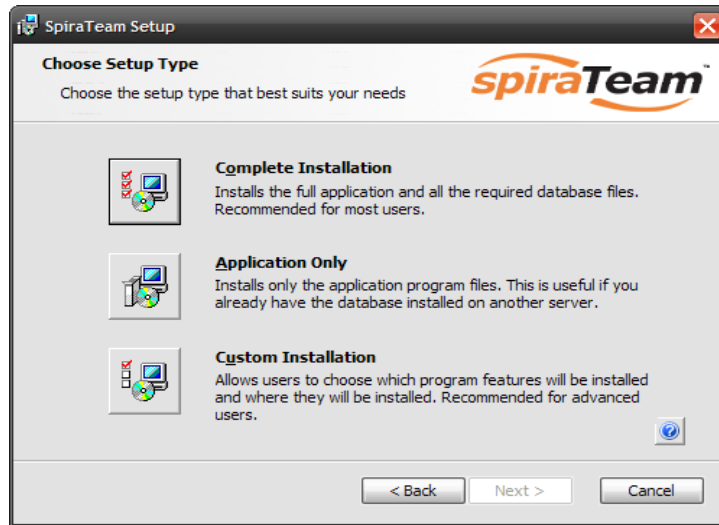 SpiraTeam Setup
Choose Setup Type
Choose the setup type that best suits your needs
spiraTeam™
Complete Installation
Installs the full application and all the required database files.
Recommended for most users.
Application Only
Installs only the application program files. This is useful if you
already have the database installed on another server.
Custom Installation
Allows users to choose which program features will be installed
and where they will be installed. Recommended for advanced
users.
< Back
Next >
Cancel